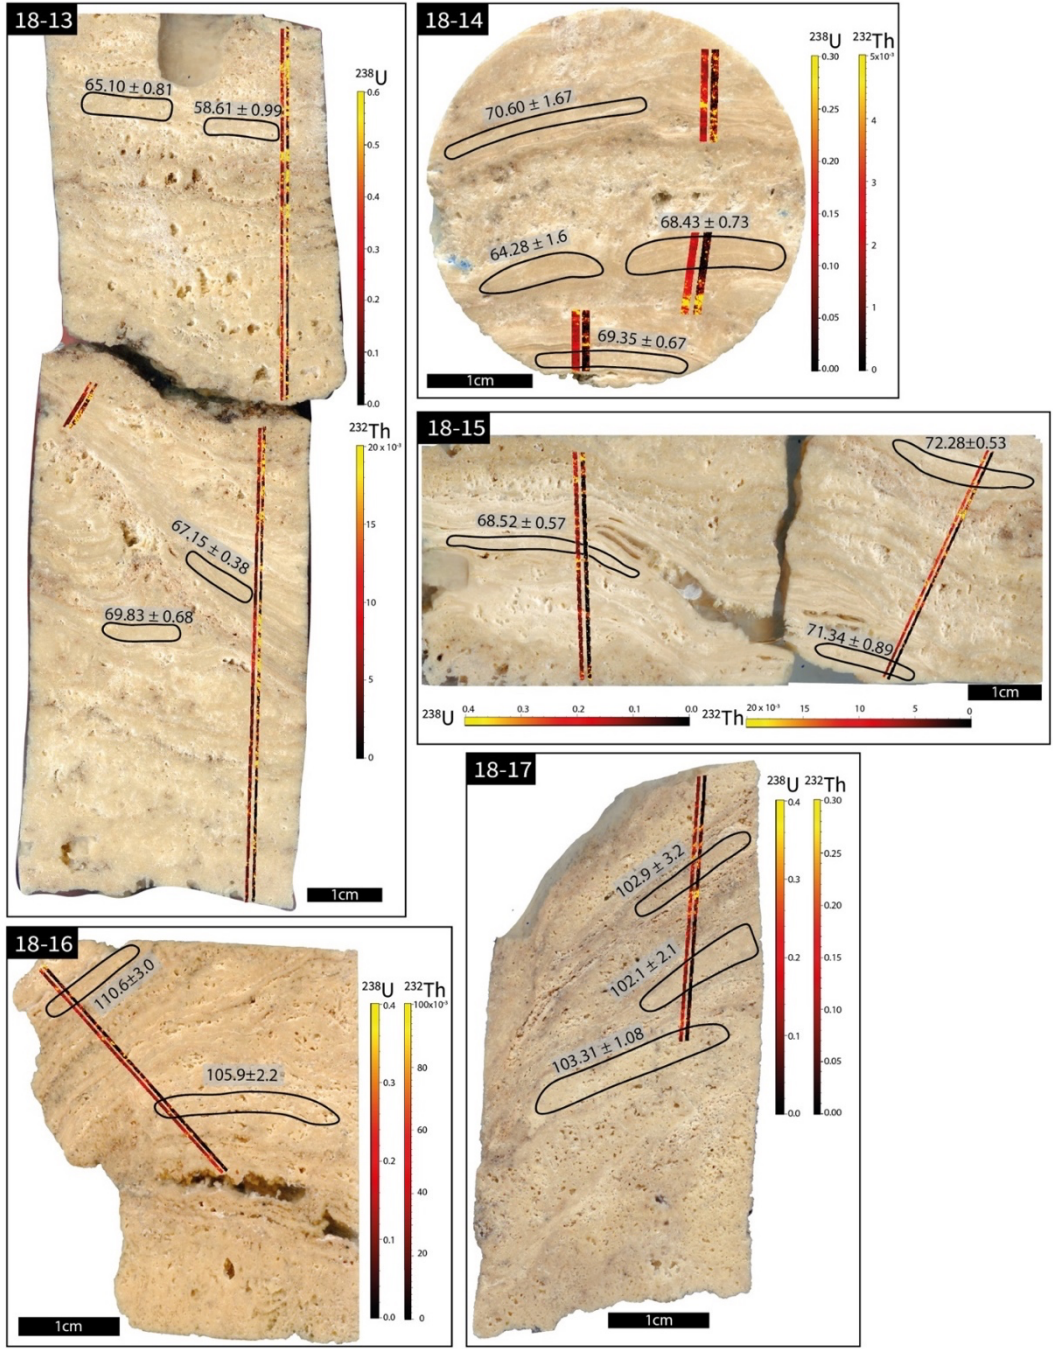 18-13
65.10 ± 0.81
58.61 ± 0.99
67.15 ± 0.38
69.83 ± 0.68
²³⁸U
0.6
0.5
0.4
0.3
0.2
0.1
0.0
²³²Th
20 x 10⁻³
15
10
5
0
1cm
18-14
70.60 ± 1.67
68.43 ± 0.73
64.28 ± 1.6
69.35 ± 0.67
1cm
²³⁸U ²³²Th
0.30
0.25
0.20
0.15
0.10
0.05
0.00
5x10⁻³
4
3
2
1
0
18-15
72.28±0.53
68.52 ± 0.57
71.34 ± 0.89
1cm
²³⁸U 0.4 0.3 0.2 0.1 0.0
²³²Th 20 x 10⁻³ 15 10 5 0
18-16
110.6±3.0
105.9±2.2
1cm
²³⁸U ²³²Th
0.4
0.3
0.2
0.1
0.0
100x10⁻³
80
60
40
20
0
18-17
102.9 ± 3.2
102.1 ± 2.1
103.31 ± 1.08
1cm
²³⁸U ²³²Th
0.4
0.3
0.2
0.1
0.0
0.30
0.25
0.20
0.15
0.10
0.05
0.00